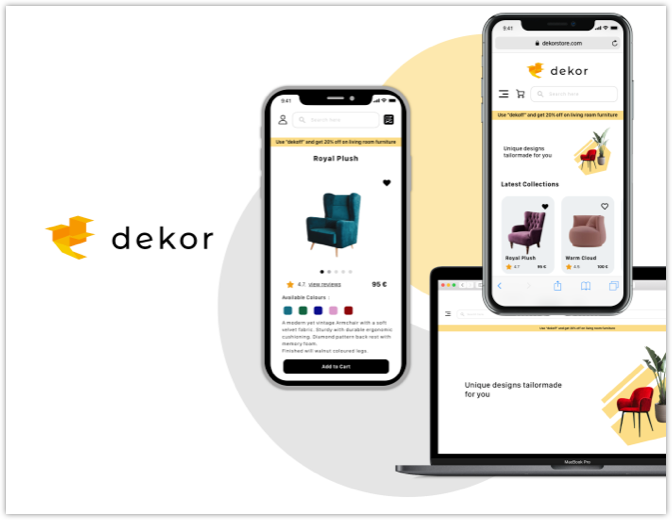 dekor
9:41
Search here
Use "dekoff" and get 20% off on living room furniture
Royal Plush
4.7. view reviews
95 €
Available Colours :
A modern yet vintage Armchair with a soft
velvet fabric. Sturdy with durable ergonomic
cushioning. Diamond pattern back rest with
memory foam.
Finished will walnut coloured legs.
Add to Cart
9:41
dekorstore.com
dekor
Search here
Use "dekoff" and get 20% off on living room furniture
Unique designs
tailormade for you
Latest Collections
Royal Plush
4.7.
95 €
Warm Cloud
4.9.
100 €
Use "dekoff" and get 20% off on living room furniture
Unique designs tailormade
for you
MacBook Pro